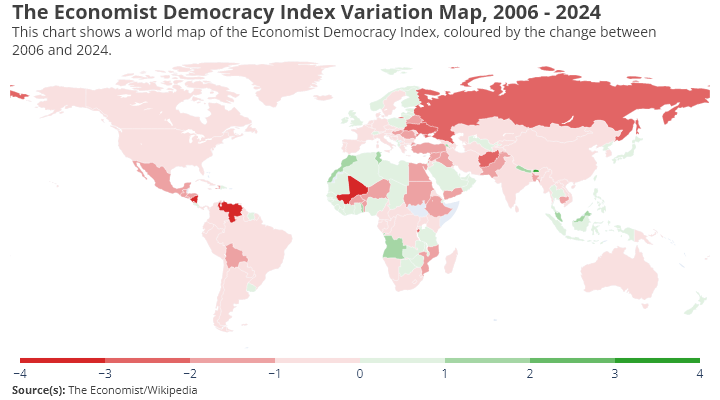 The Economist Democracy Index Variation Map, 2006 - 2024
This chart shows a world map of the Economist Democracy Index, coloured by the change between
2006 and 2024.
−4 −3 −2 −1 0 1 2 3 4
Source(s): The Economist/Wikipedia